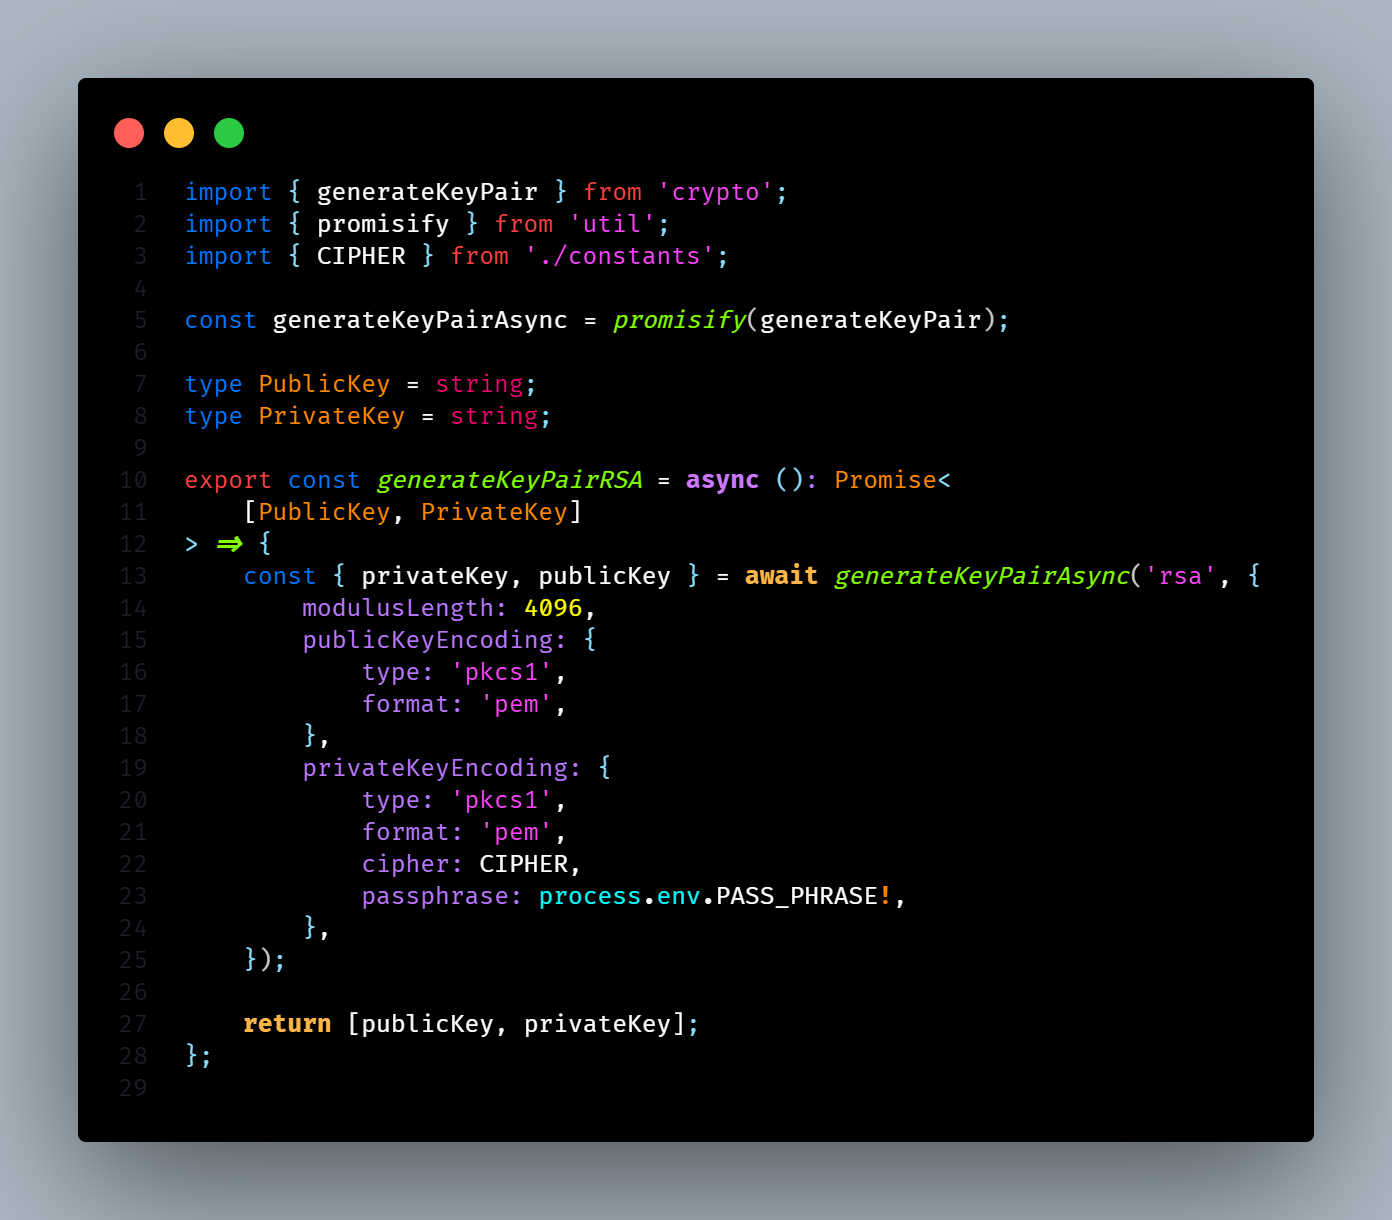 1 import { generateKeyPair } from 'crypto';
2 import { promisify } from 'util';
3 import { CIPHER } from './constants';
4
5 const generateKeyPairAsync = promisify(generateKeyPair);
6
7 type PublicKey = string;
8 type PrivateKey = string;
9
10 export const generateKeyPairRSA = async (): Promise<
11     [PublicKey, PrivateKey]
12 > => {
13     const { privateKey, publicKey } = await generateKeyPairAsync('rsa', {
14         modulusLength: 4096,
15         publicKeyEncoding: {
16             type: 'pkcs1',
17             format: 'pem',
18         },
19         privateKeyEncoding: {
20             type: 'pkcs1',
21             format: 'pem',
22             cipher: CIPHER,
23             passphrase: process.env.PASS_PHRASE!,
24         },
25     });
26
27     return [publicKey, privateKey];
28 };
29